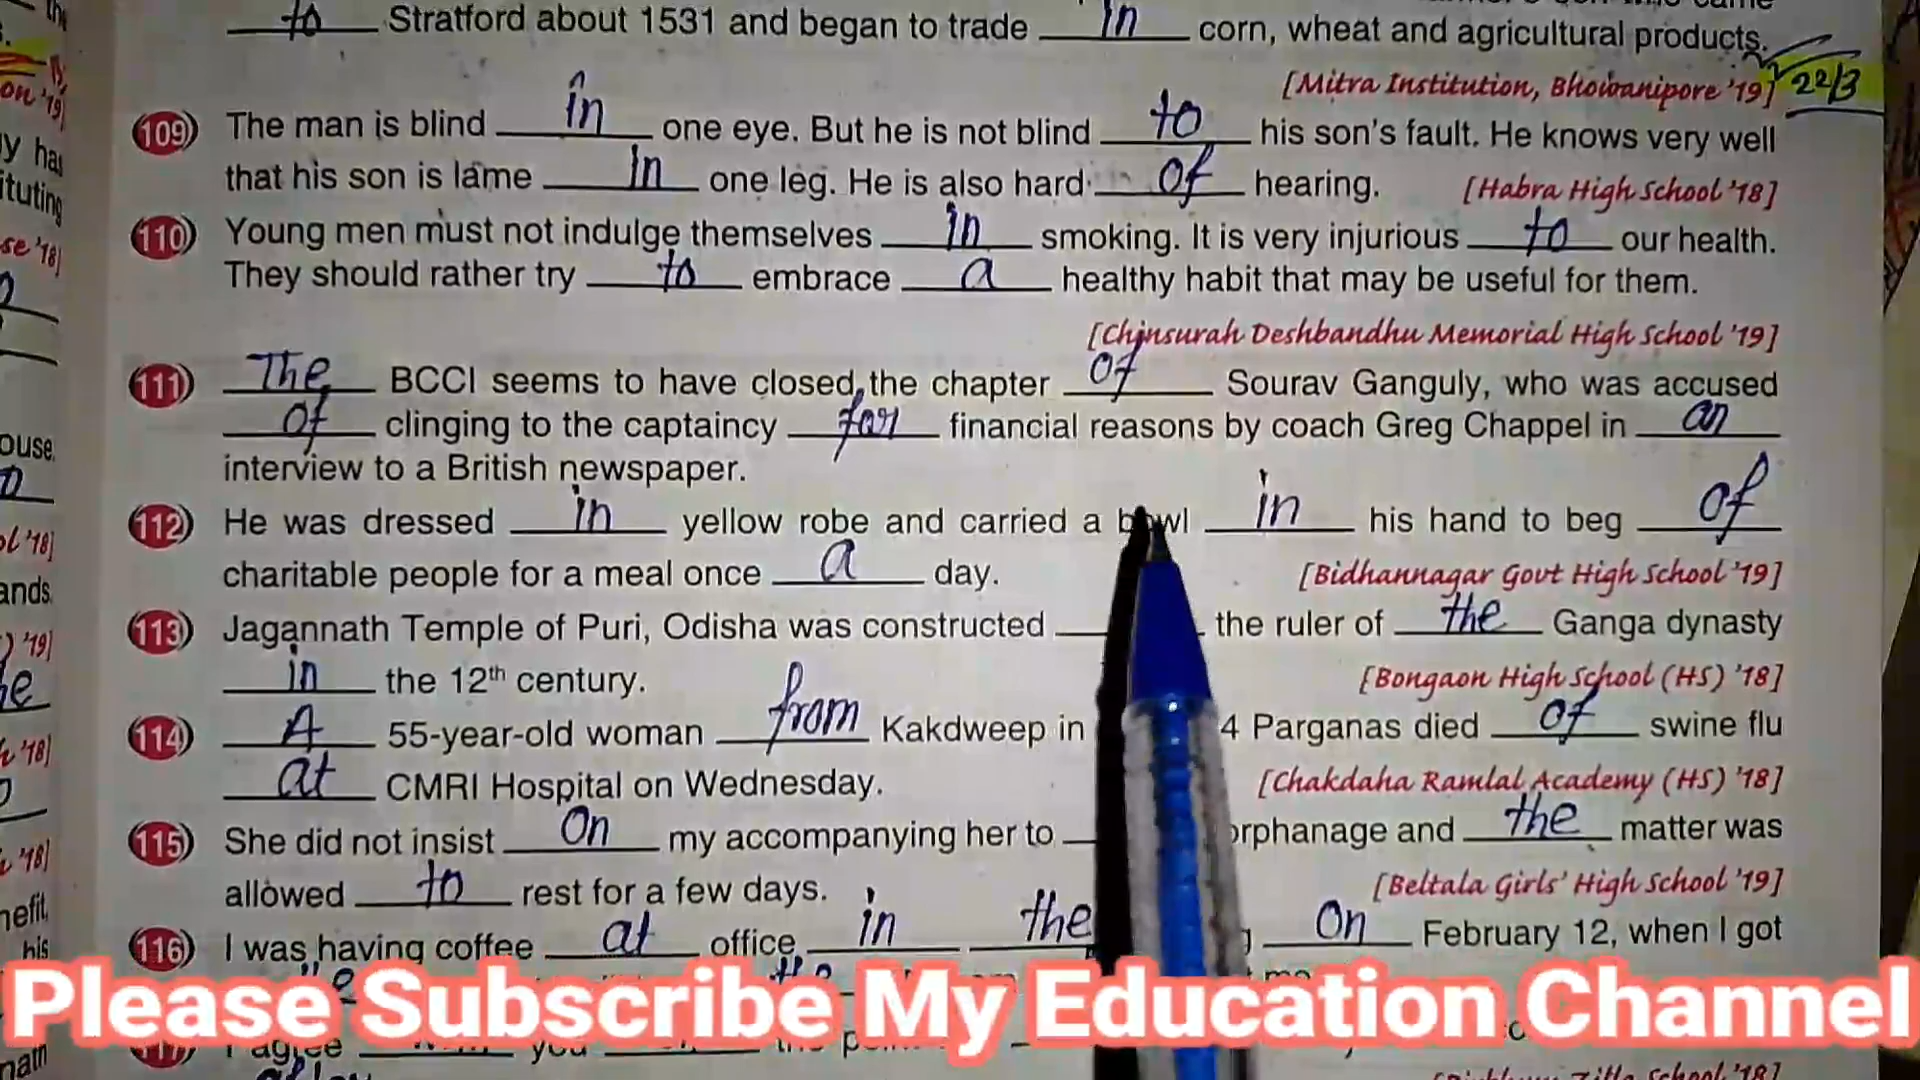 to Stratford about 1531 and began to trade in corn, wheat and agricultural products.
[Mitra Institution, Bhowanipore '19] 22/3
109 The man is blind in one eye. But he is not blind to his son's fault. He knows very well
that his son is lame in one leg. He is also hard of hearing. [Habra High School '18]
110 Young men must not indulge themselves in smoking. It is very injurious to our health.
They should rather try to embrace a healthy habit that may be useful for them.
[Chinsurah Deshbandhu Memorial High School '19]
111 The BCCI seems to have closed the chapter of Sourav Ganguly, who was accused
of clinging to the captaincy for financial reasons by coach Greg Chappel in an
interview to a British newspaper.
112 He was dressed in yellow robe and carried a bowl in his hand to beg of
charitable people for a meal once a day. [Bidhannagar Govt High School '19]
113 Jagannath Temple of Puri, Odisha was constructed the ruler of the Ganga dynasty
in the 12th century. [Bongaon High School (HS) '18]
114 A 55-year-old woman from Kakdweep in 4 Parganas died of swine flu
at CMRI Hospital on Wednesday. [Chakdaha Ramlal Academy (HS) '18]
115 She did not insist on my accompanying her to orphanage and the matter was
allowed to rest for a few days. [Beltala Girls' High School '19]
116 I was having coffee at office in the on February 12, when I got
Please Subscribe My Education Channel
I agree you the